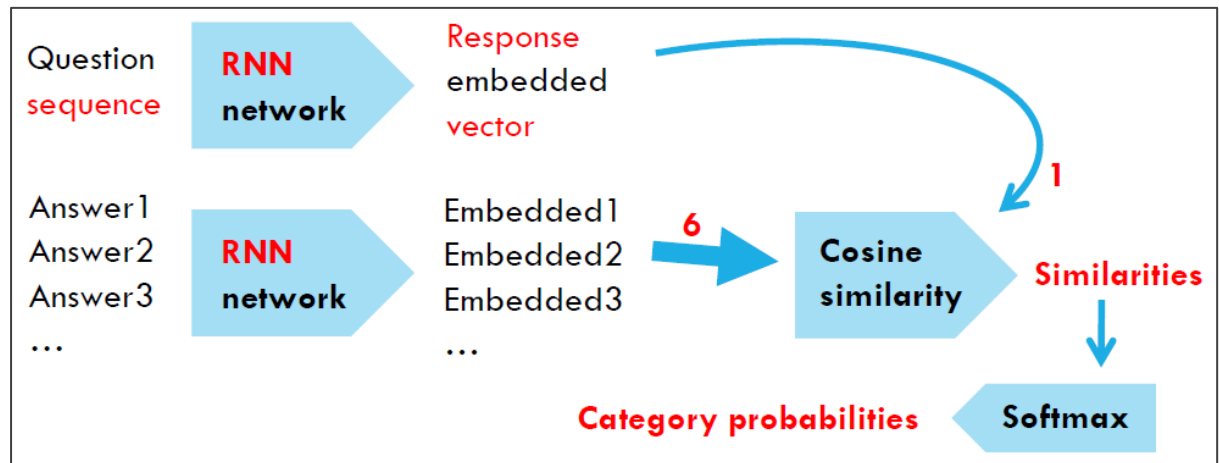 Question
sequence
RNN
network
Response
embedded
vector
1
Answer1
Answer2
Answer3
...
RNN
network
Embedded1
Embedded2
Embedded3
...
6
Cosine
similarity
Similarities
Softmax
Category probabilities